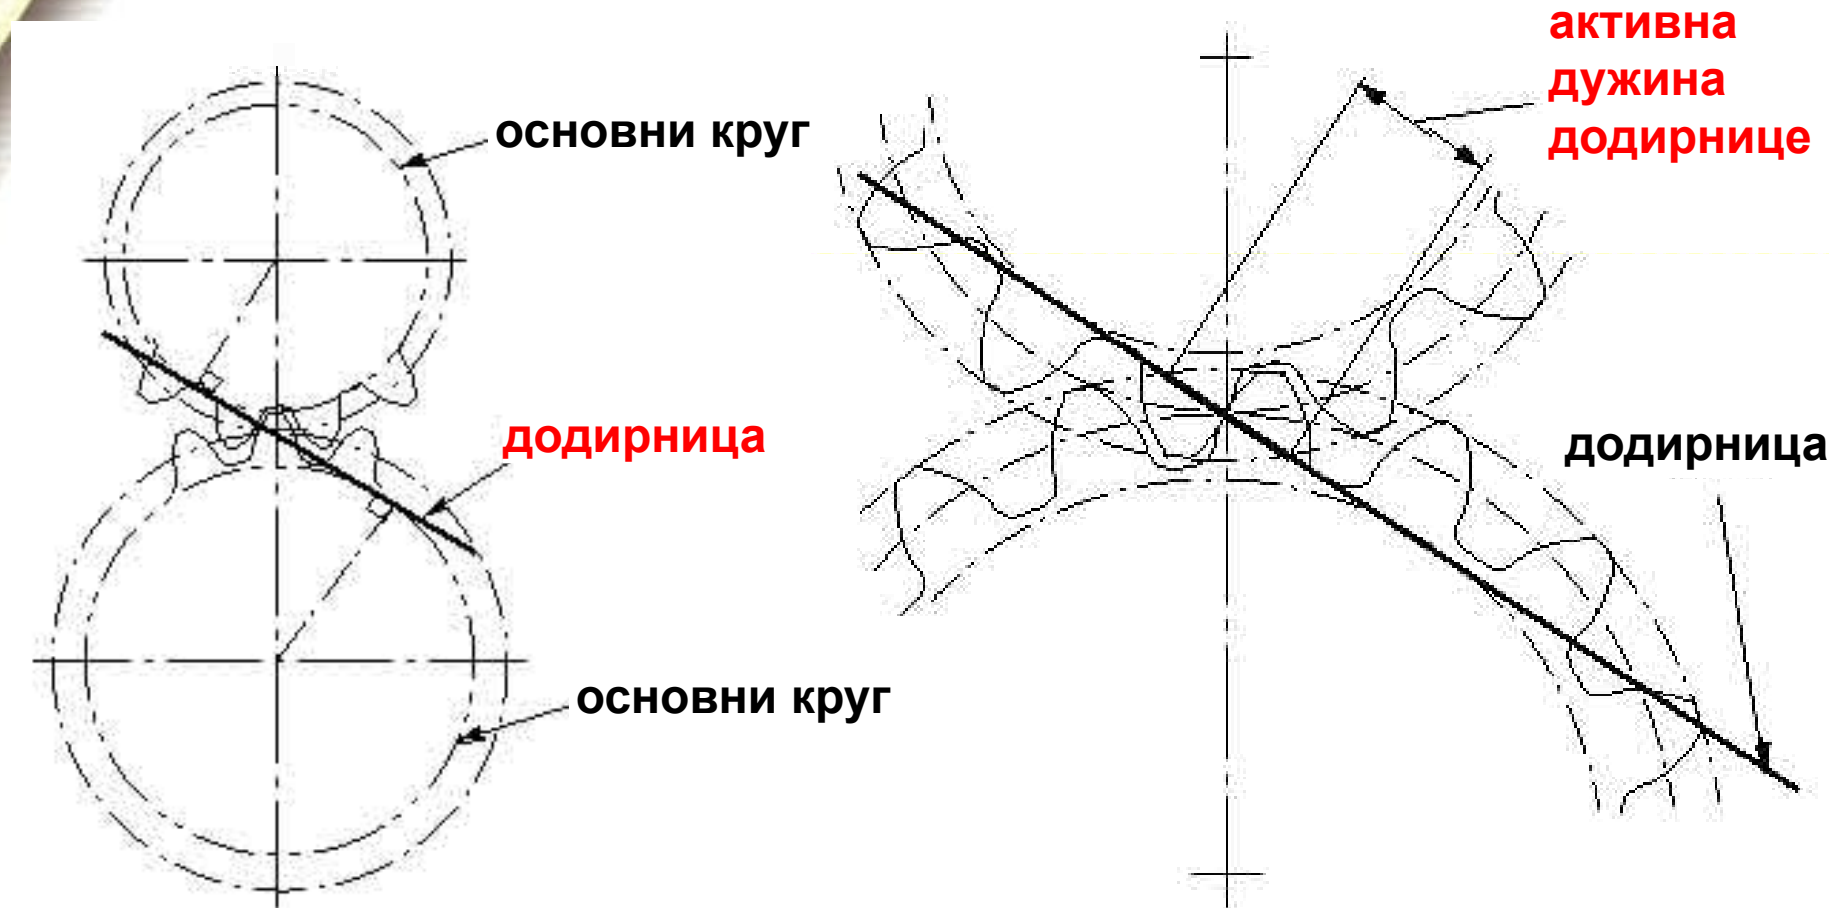 активна
дужина
додирнице
основни круг
додирница
додирница
основни круг